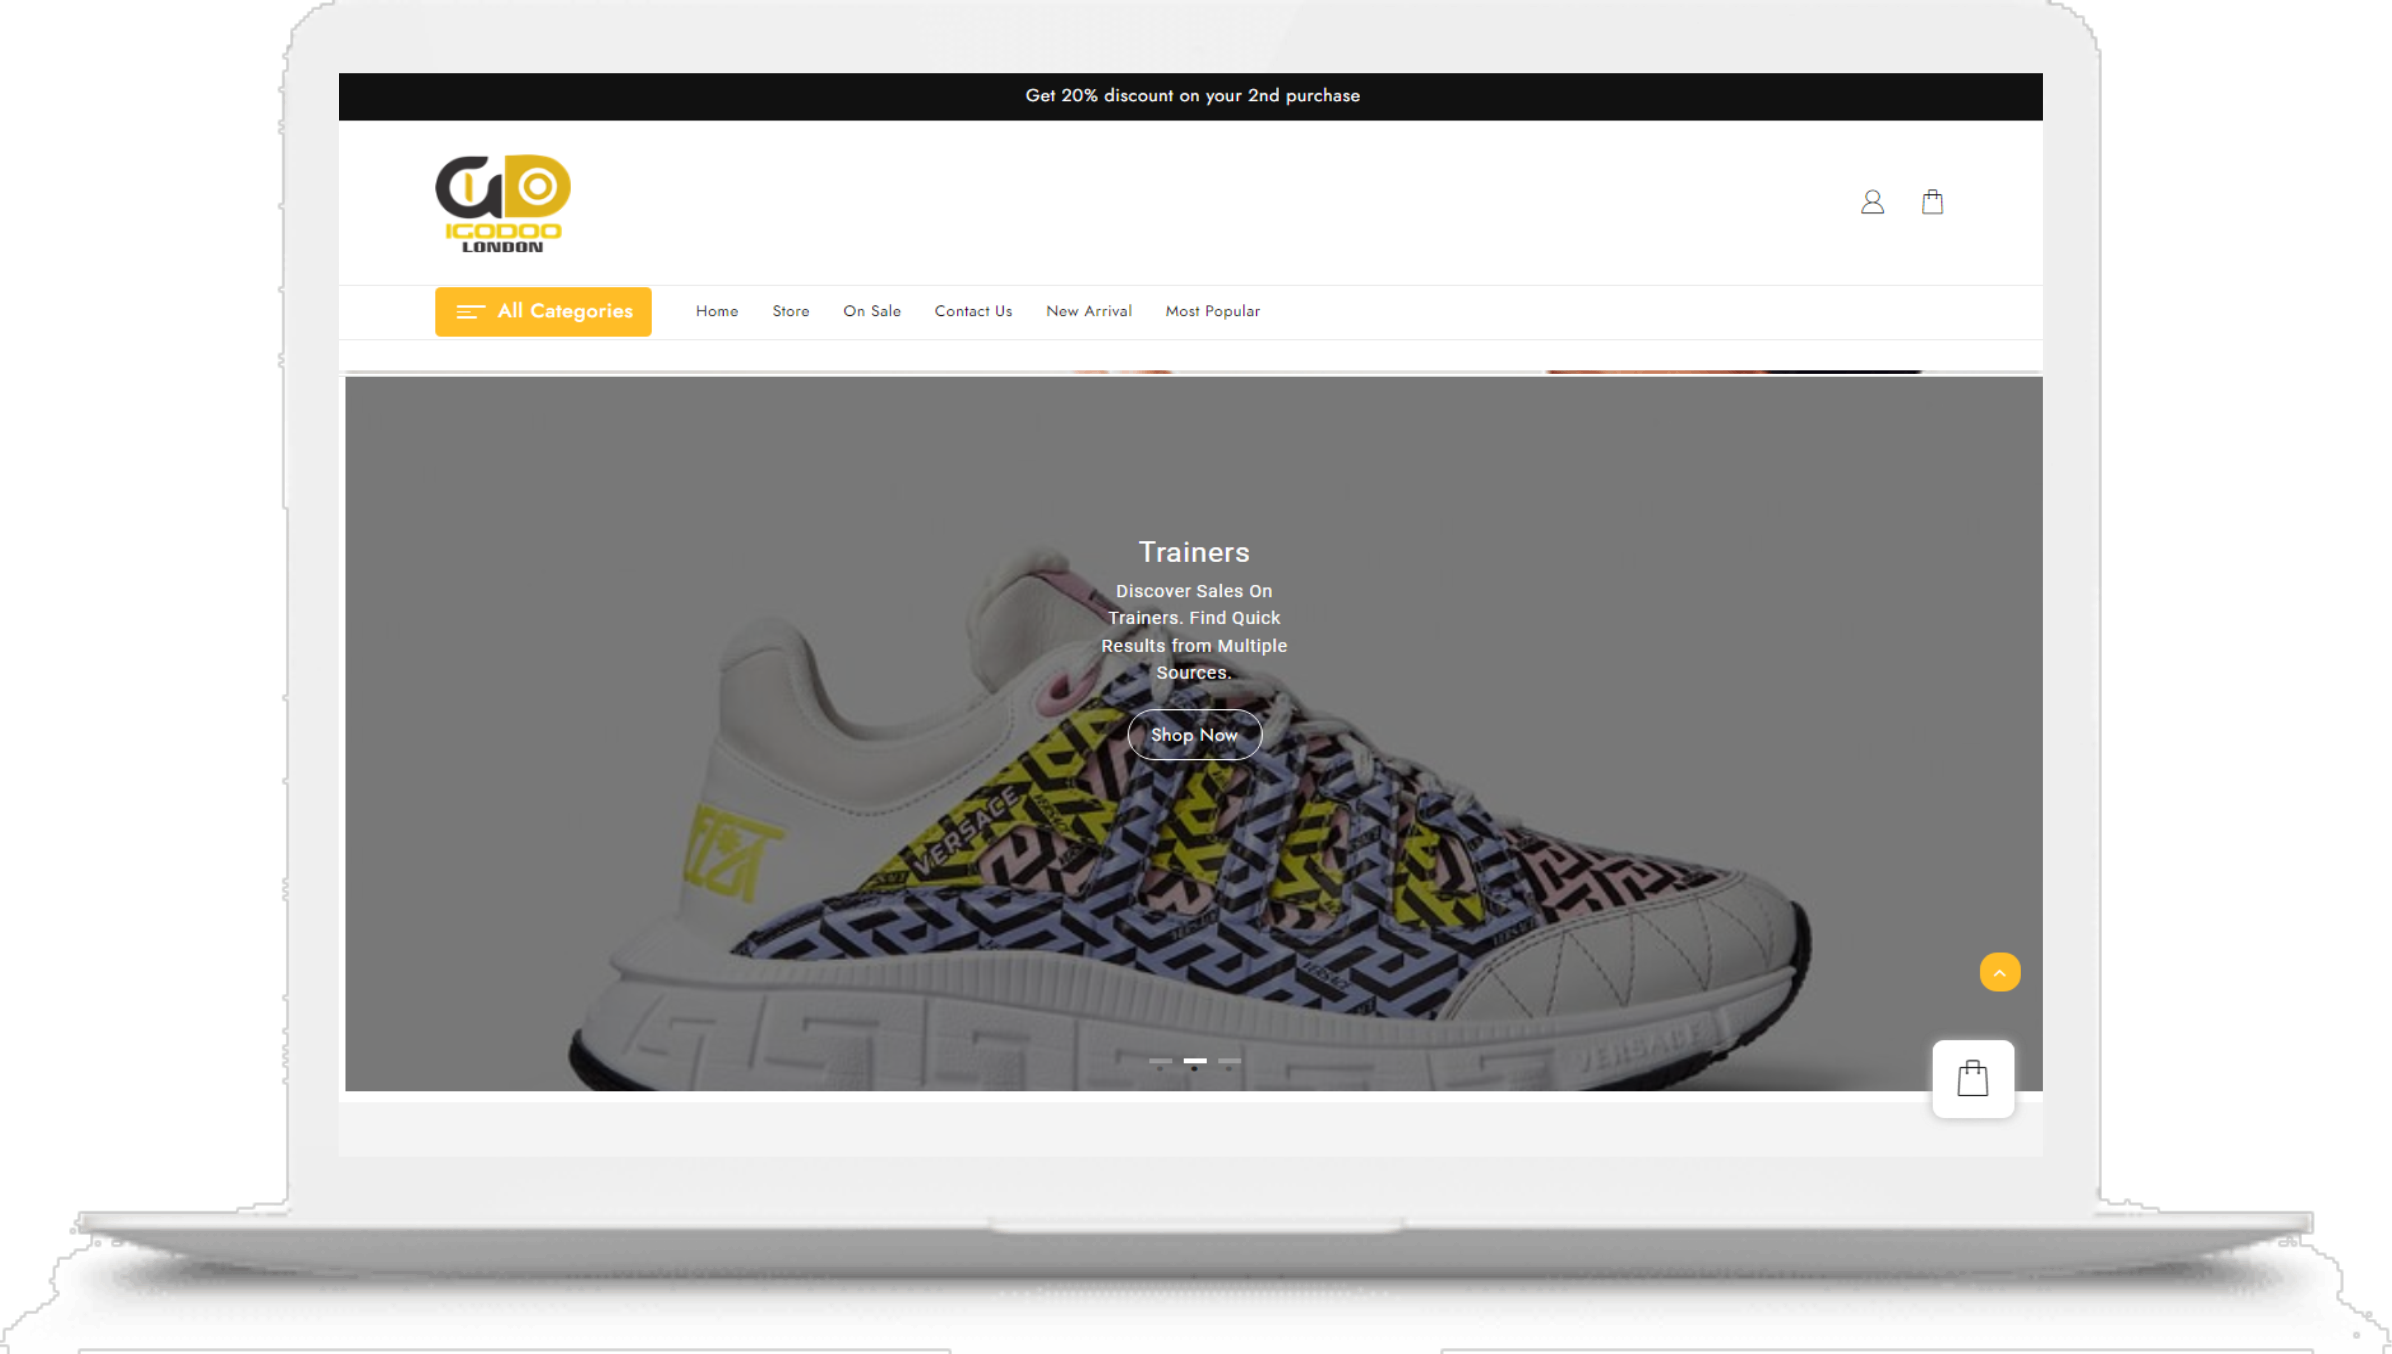 Get 20% discount on your 2nd purchase
IGODOO
LONDON
All Categories
Home Store On Sale Contact Us New Arrival Most Popular
Trainers
Discover Sales On
Trainers. Find Quick
Results from Multiple
Sources.
Shop Now
VERSACE
VERSACE